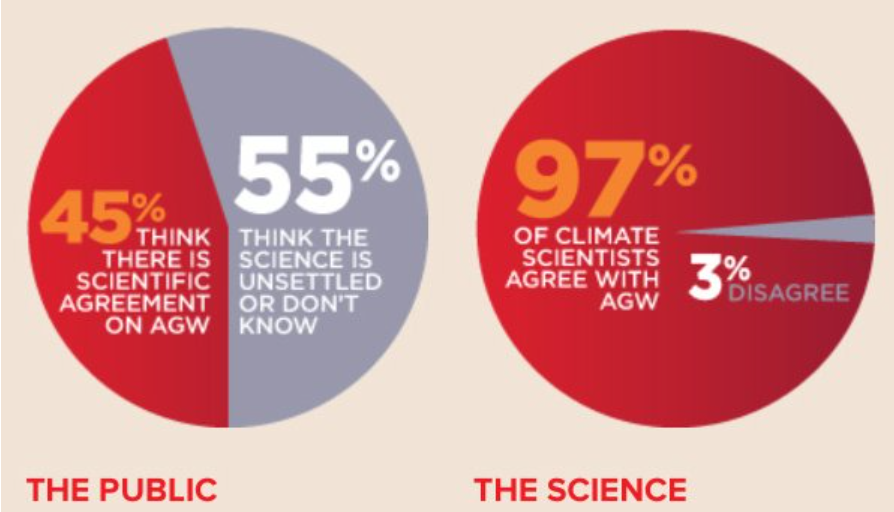 45%
THINK
THERE IS
SCIENTIFIC
AGREEMENT
ON AGW
55%
THINK THE
SCIENCE IS
UNSETTLED
OR DON'T
KNOW
THE PUBLIC
97%
OF CLIMATE
SCIENTISTS
AGREE WITH
AGW
3%
DISAGREE
THE SCIENCE